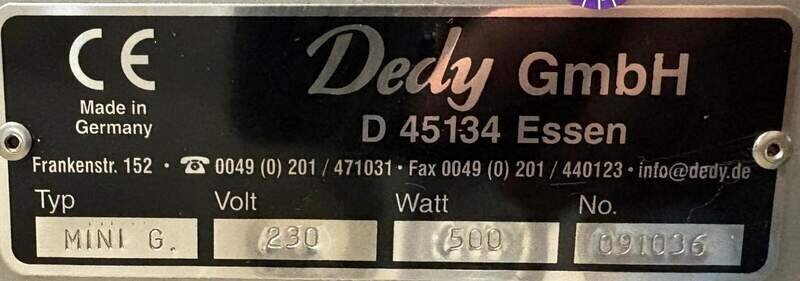 CE
Made in
Germany
Dedy GmbH
D 45134 Essen
Frankenstr. 152 · ☎ 0049 (0) 201 / 471031 · Fax 0049 (0) 201 / 440123 · info@dedy.de
Typ Volt Watt No.
MINI G. 230 500 091036